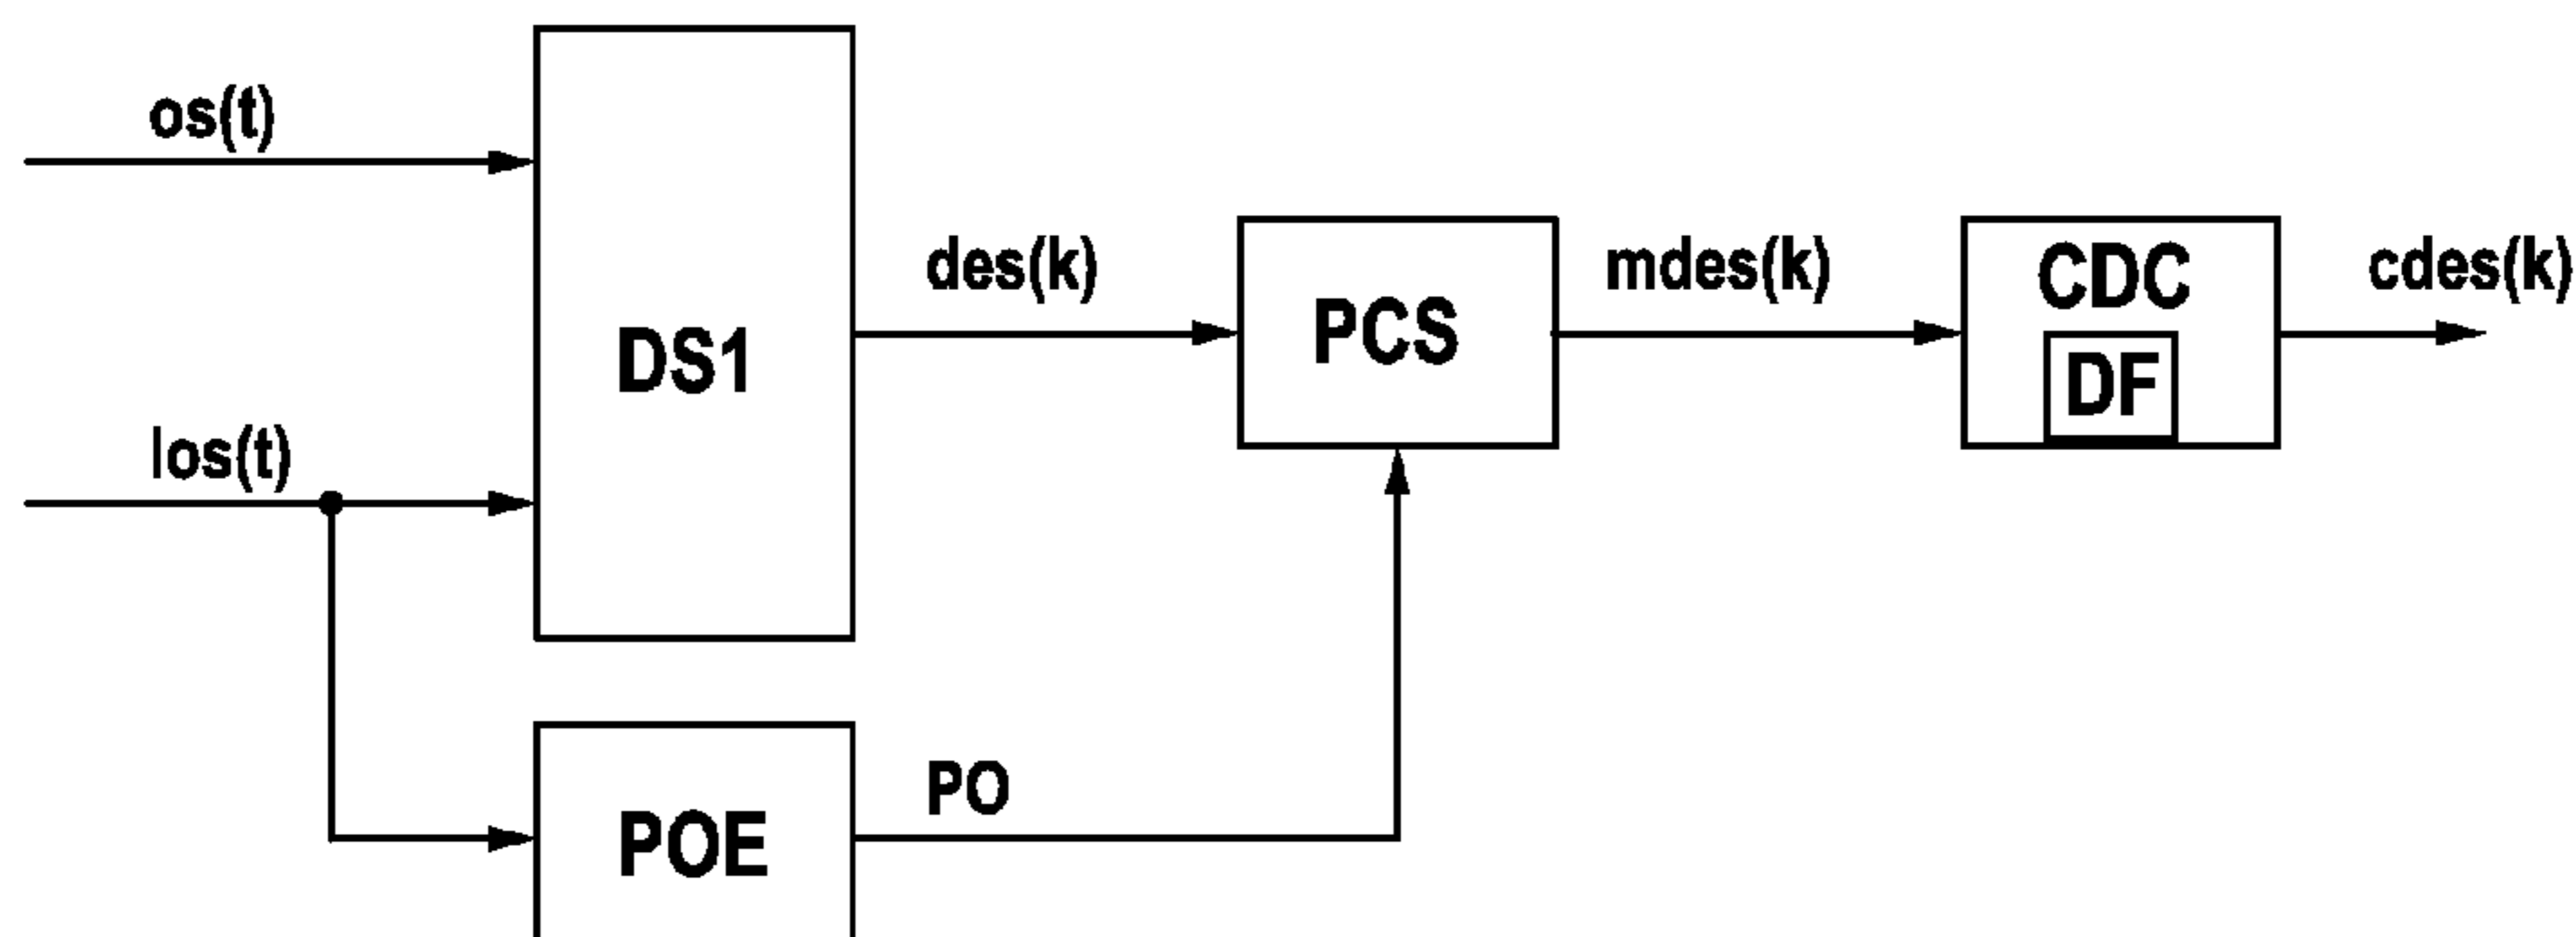 os(t)
los(t)
DS1
des(k)
PCS
mdes(k)
CDC
DF
cdes(k)
POE
PO